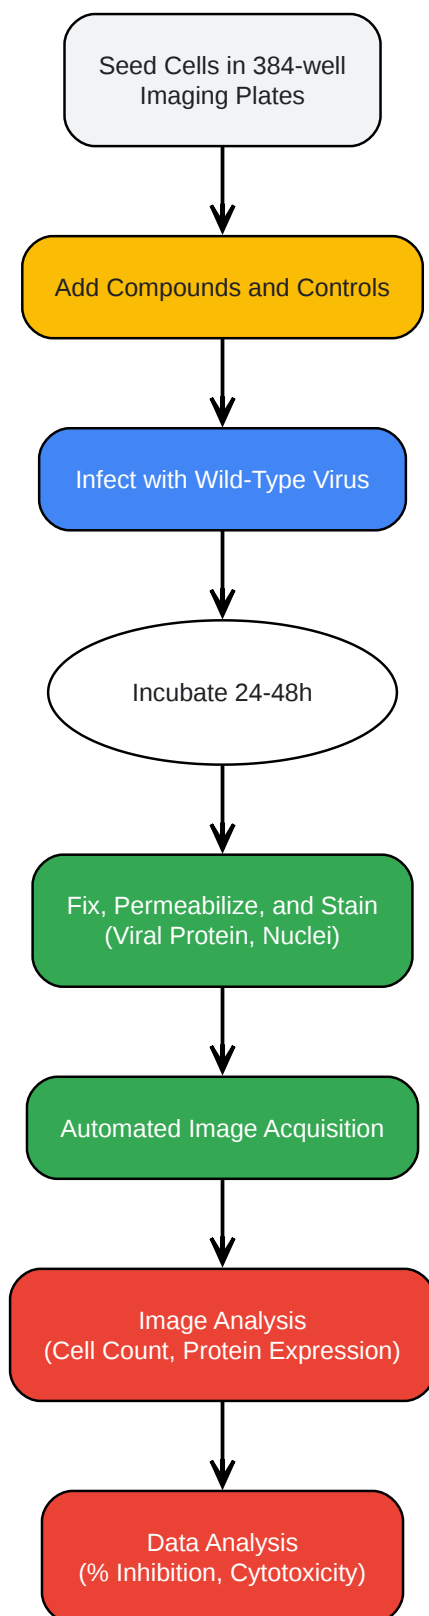 Seed Cells in 384-well
Imaging Plates
Add Compounds and Controls
Infect with Wild-Type Virus
Incubate 24-48h
Fix, Permeabilize, and Stain
(Viral Protein, Nuclei)
Automated Image Acquisition
Image Analysis
(Cell Count, Protein Expression)
Data Analysis
(% Inhibition, Cytotoxicity)